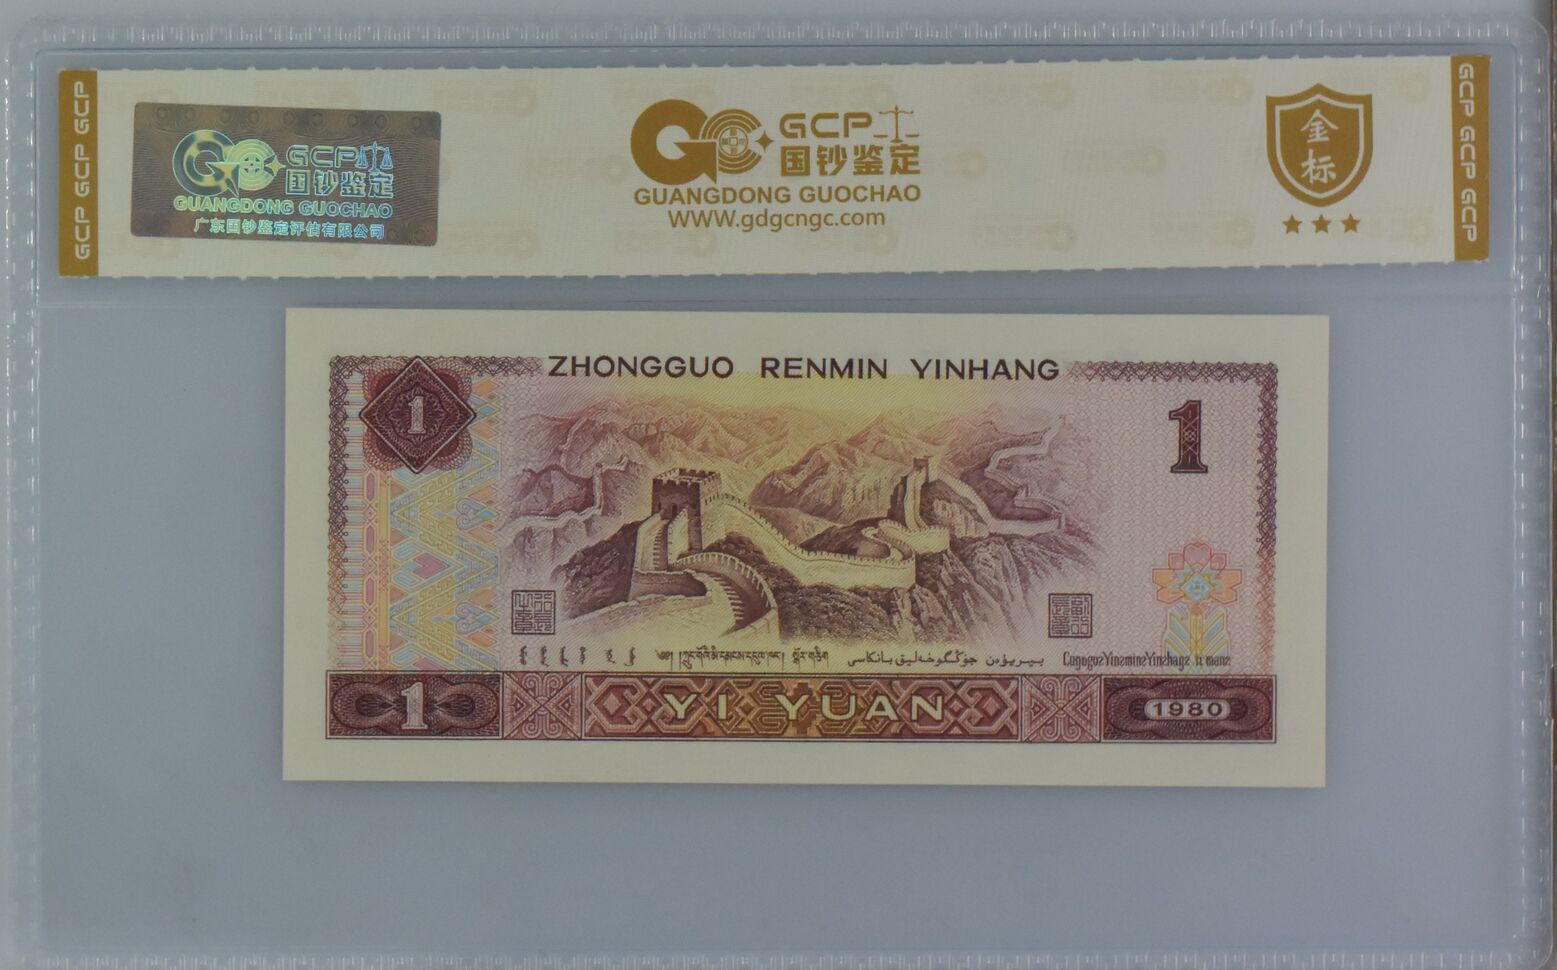 GCP GCP GCP
GCP
国钞鉴定
GUANGDONG GUOCHAO
广东国钞鉴定评估有限公司
GCP
国钞鉴定
GUANGDONG GUOCHAO
WWW.gdgcngc.com
金标
GCP GCP GCP
ZHONGGUO RENMIN YINHANG
1
1
1
YI YUAN
1980